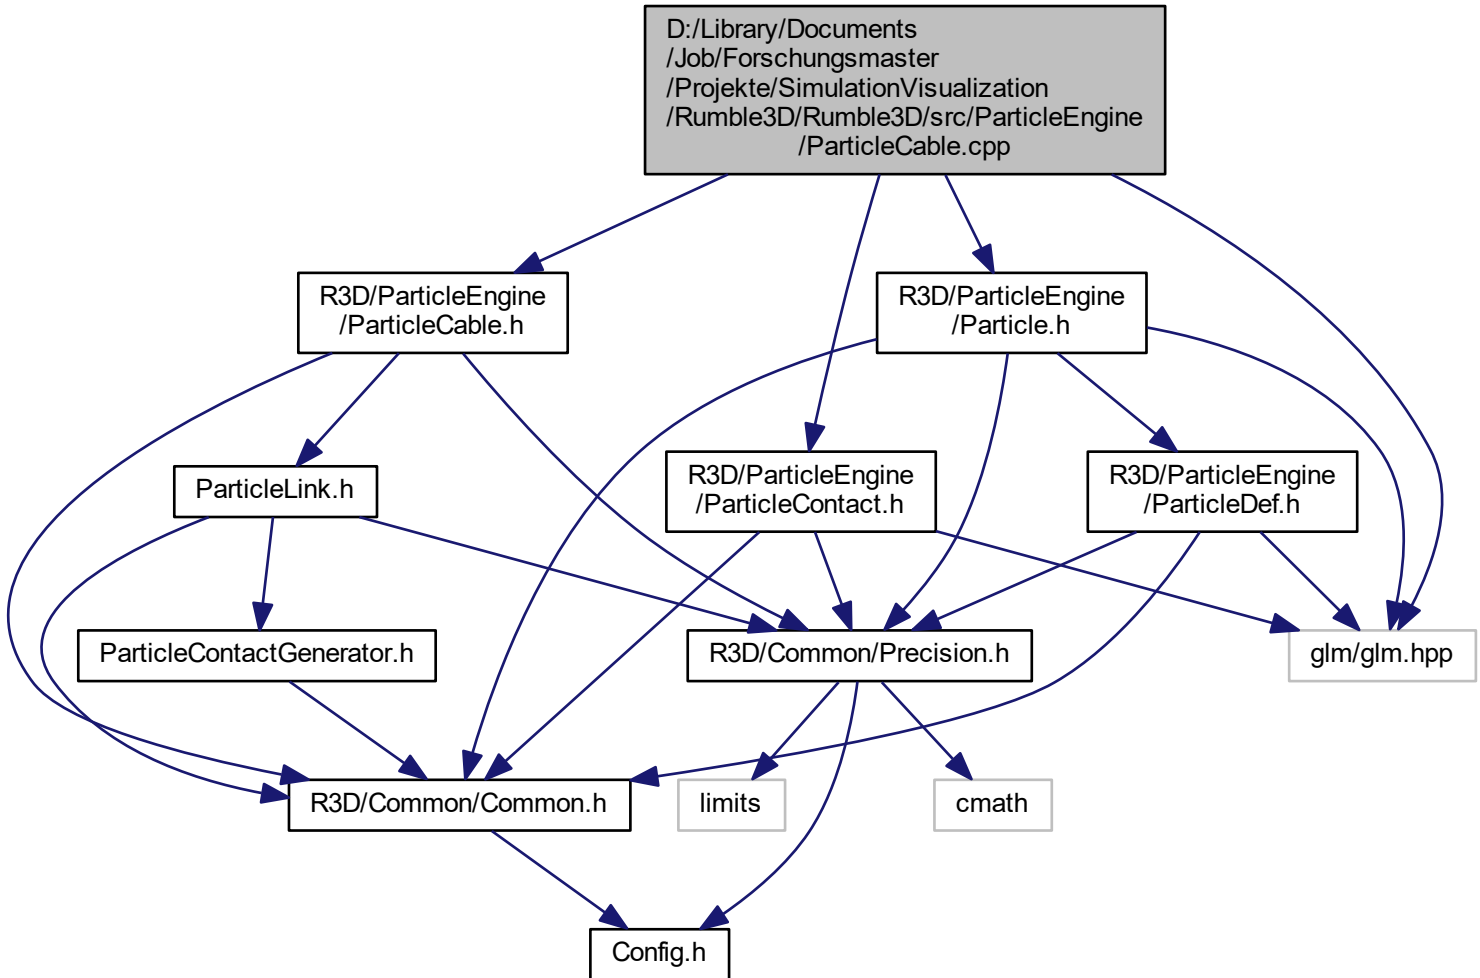 D:/Library/Documents
/Job/Forschungsmaster
/Projekte/SimulationVisualization
/Rumble3D/Rumble3D/src/ParticleEngine
/ParticleCable.cpp
R3D/ParticleEngine
/ParticleCable.h
R3D/ParticleEngine
/Particle.h
ParticleLink.h
R3D/ParticleEngine
/ParticleContact.h
R3D/ParticleEngine
/ParticleDef.h
ParticleContactGenerator.h
R3D/Common/Precision.h
glm/glm.hpp
R3D/Common/Common.h
limits
cmath
Config.h